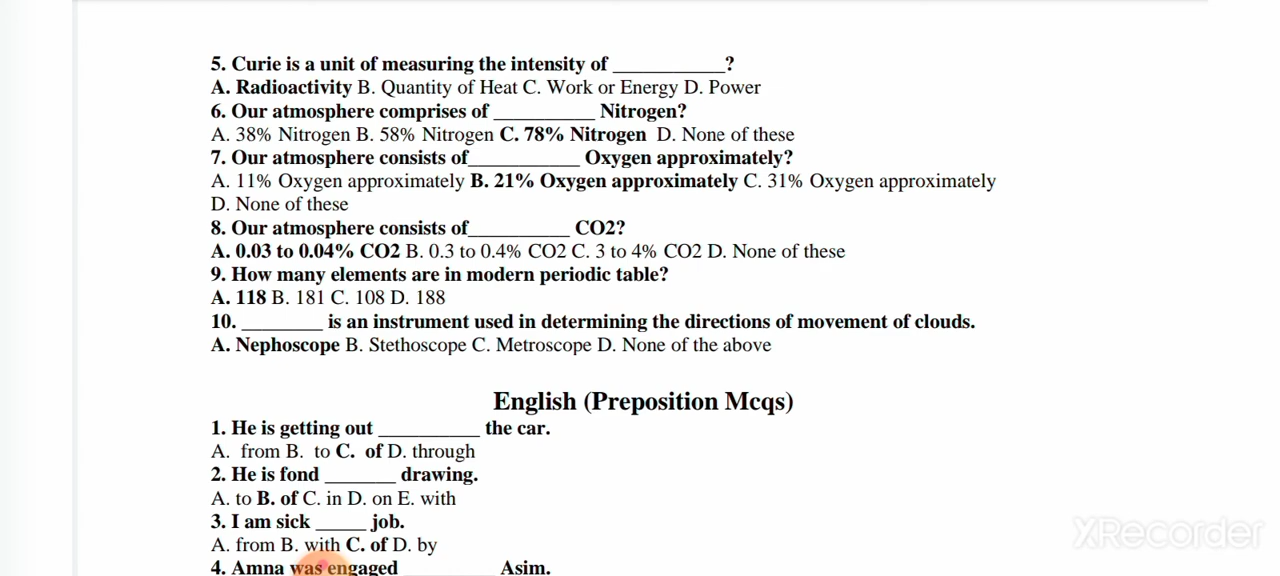 5. Curie is a unit of measuring the intensity of ___________?
A. Radioactivity B. Quantity of Heat C. Work or Energy D. Power
6. Our atmosphere comprises of __________ Nitrogen?
A. 38% Nitrogen B. 58% Nitrogen C. 78% Nitrogen D. None of these
7. Our atmosphere consists of___________ Oxygen approximately?
A. 11% Oxygen approximately B. 21% Oxygen approximately C. 31% Oxygen approximately
D. None of these
8. Our atmosphere consists of__________ CO2?
A. 0.03 to 0.04% CO2 B. 0.3 to 0.4% CO2 C. 3 to 4% CO2 D. None of these
9. How many elements are in modern periodic table?
A. 118 B. 181 C. 108 D. 188
10. ________ is an instrument used in determining the directions of movement of clouds.
A. Nephoscope B. Stethoscope C. Metroscope D. None of the above
English (Preposition Mcqs)
1. He is getting out __________ the car.
A. from B. to C. of D. through
2. He is fond _______ drawing.
A. to B. of C. in D. on E. with
3. I am sick _____ job.
A. from B. with C. of D. by
4. Amna was engaged _________ Asim.
XRecorder